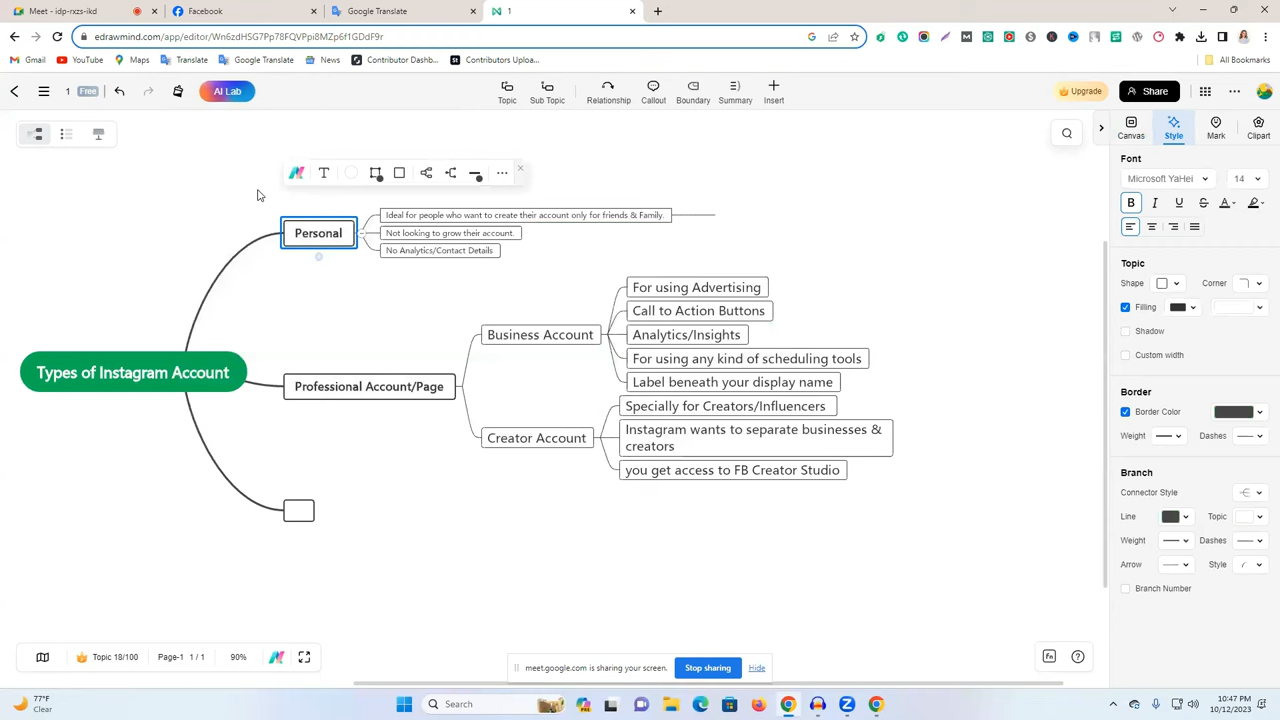 Meet - idp-rxzs-ikd
Facebook
Google Translate
1
edrawmind.com/app/editor/Wn6zdHSG7Pp78FQVPpi8MZp6f1GDdF9r
Gmail
YouTube
Maps
Translate
Google Translate
News
Contributor Dashb...
Contributors Uploa...
All Bookmarks
1
Free
AI Lab
Topic
Sub Topic
Relationship
Callout
Boundary
Summary
Insert
Upgrade
Share
Canvas
Style
Mark
Clipart
Types of Instagram Account
Personal
Ideal for people who want to create their account only for friends & Family.
Not looking to grow their account.
No Analytics/Contact Details
Professional Account/Page
Business Account
For using Advertising
Call to Action Buttons
Analytics/Insights
For using any kind of scheduling tools
Label beneath your display name
Creator Account
Specially for Creators/Influencers
Instagram wants to separate businesses &
creators
you get access to FB Creator Studio
Font
Microsoft YaHei
14
B I U S A
Topic
Shape
Corner
Filling
Shadow
Custom width
Border
Border Color
Weight
Dashes
Branch
Connector Style
Line
Topic
Weight
Dashes
Arrow
Style
Branch Number
Topic 18/100
Page-1 1 / 1
90%
meet.google.com is sharing your screen.
Stop sharing
Hide
77°F
Clear
Search
10:47 PM
10/12/2023